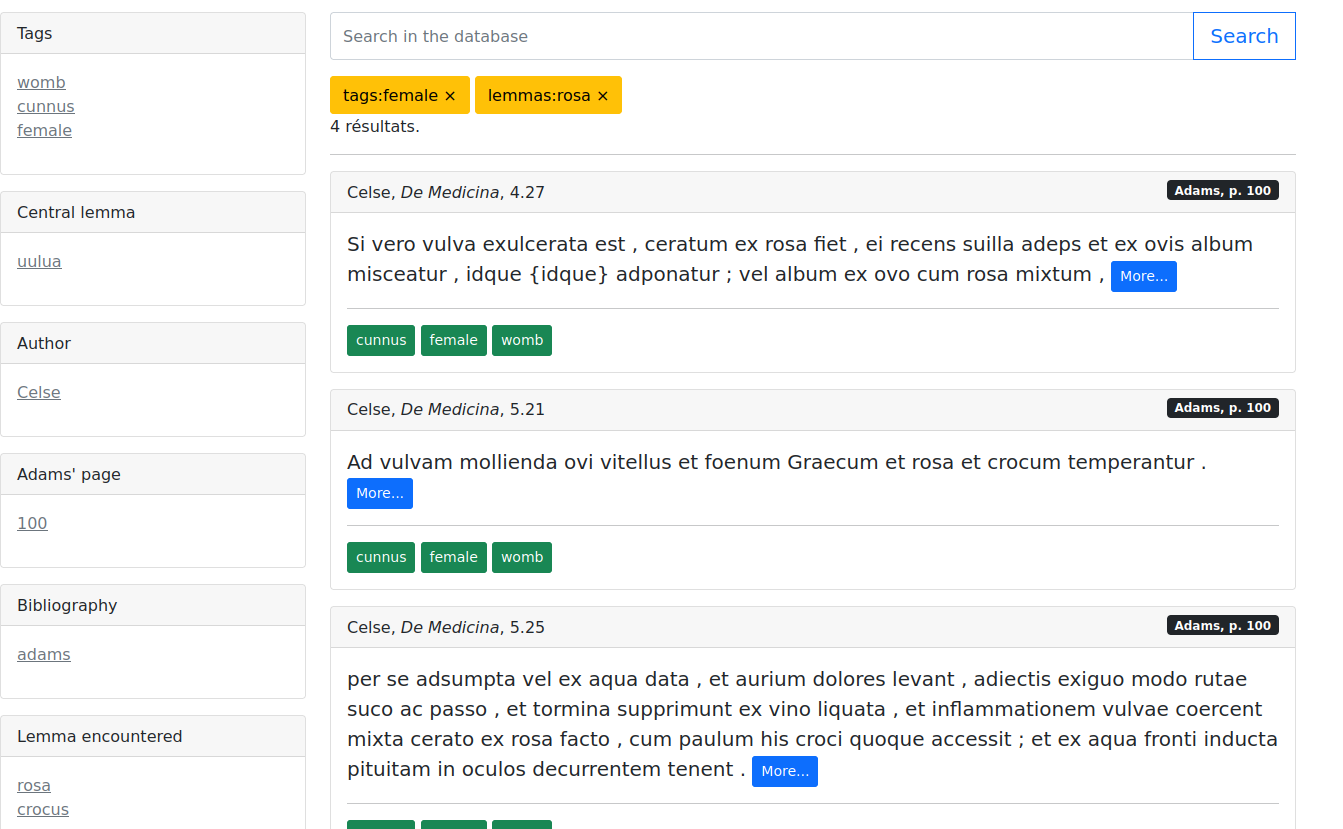 Tags
womb
cunnus
female
Central lemma
uulua
Author
Celse
Adams' page
100
Bibliography
adams
Lemma encountered
rosa
crocus
Search in the database
Search
tags:female ×
lemmas:rosa ×
4 résultats.
Celse, De Medicina, 4.27
Adams, p. 100
Si vero vulva exulcerata est , ceratum ex rosa fiet , ei recens suilla adeps et ex ovis album
misceatur , idque {idque} adponatur ; vel album ex ovo cum rosa mixtum , More...
cunnus female womb
Celse, De Medicina, 5.21
Adams, p. 100
Ad vulvam mollienda ovi vitellus et foenum Graecum et rosa et crocum temperantur .
More...
cunnus female womb
Celse, De Medicina, 5.25
Adams, p. 100
per se adsumpta vel ex aqua data , et aurium dolores levant , adiectis exiguo modo rutae
suco ac passo , et tormina supprimunt ex vino liquata , et inflammationem vulvae coercent
mixta cerato ex rosa facto , cum paulum his croci quoque accessit ; et ex aqua fronti inducta
pituitam in oculos decurrentem tenent . More...